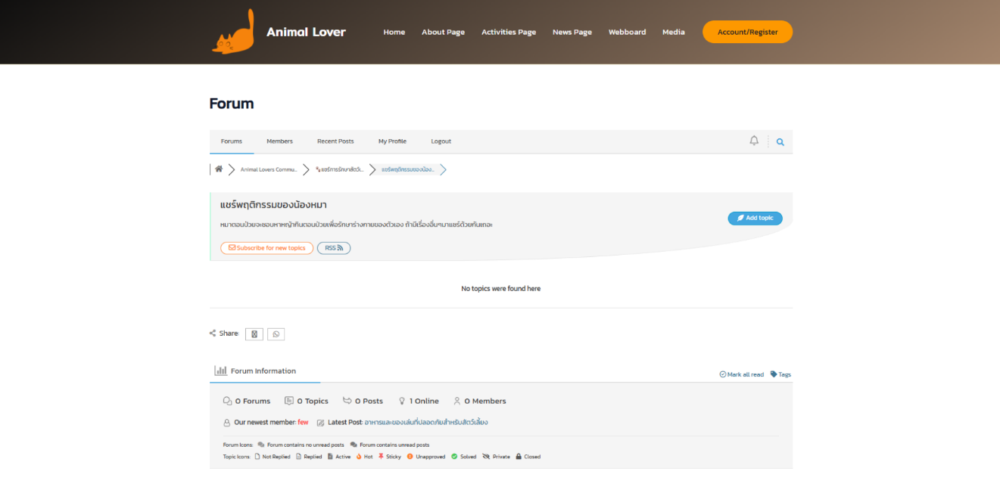 Animal Lover
Home About Page Activities Page News Page Webboard Media Account/Register
Forum
Forums Members Recent Posts My Profile Logout
Animal Lovers Commu... แชร์การรักษาสัตว์เ... แชร์พฤติกรรมของน้อง...
แชร์พฤติกรรมของน้องหมา
หมาตอนป่วยจะชอบหาหญ้ากินตอนป่วยเพื่อรักษาร่างกายของตัวเอง ถ้ามีเรื่องอื่นๆมาแชร์ด้วยกันเถอะ
Add topic
Subscribe for new topics RSS
No topics were found here
Share:
Forum Information
Mark all read Tags
0 Forums 0 Topics 0 Posts 1 Online 0 Members
Our newest member: few Latest Post: อาหารและของเล่นที่ปลอดภัยสำหรับสัตว์เลี้ยง
Forum Icons: Forum contains no unread posts Forum contains unread posts
Topic Icons: Not Replied Replied Active Hot Sticky Unapproved Solved Private Closed